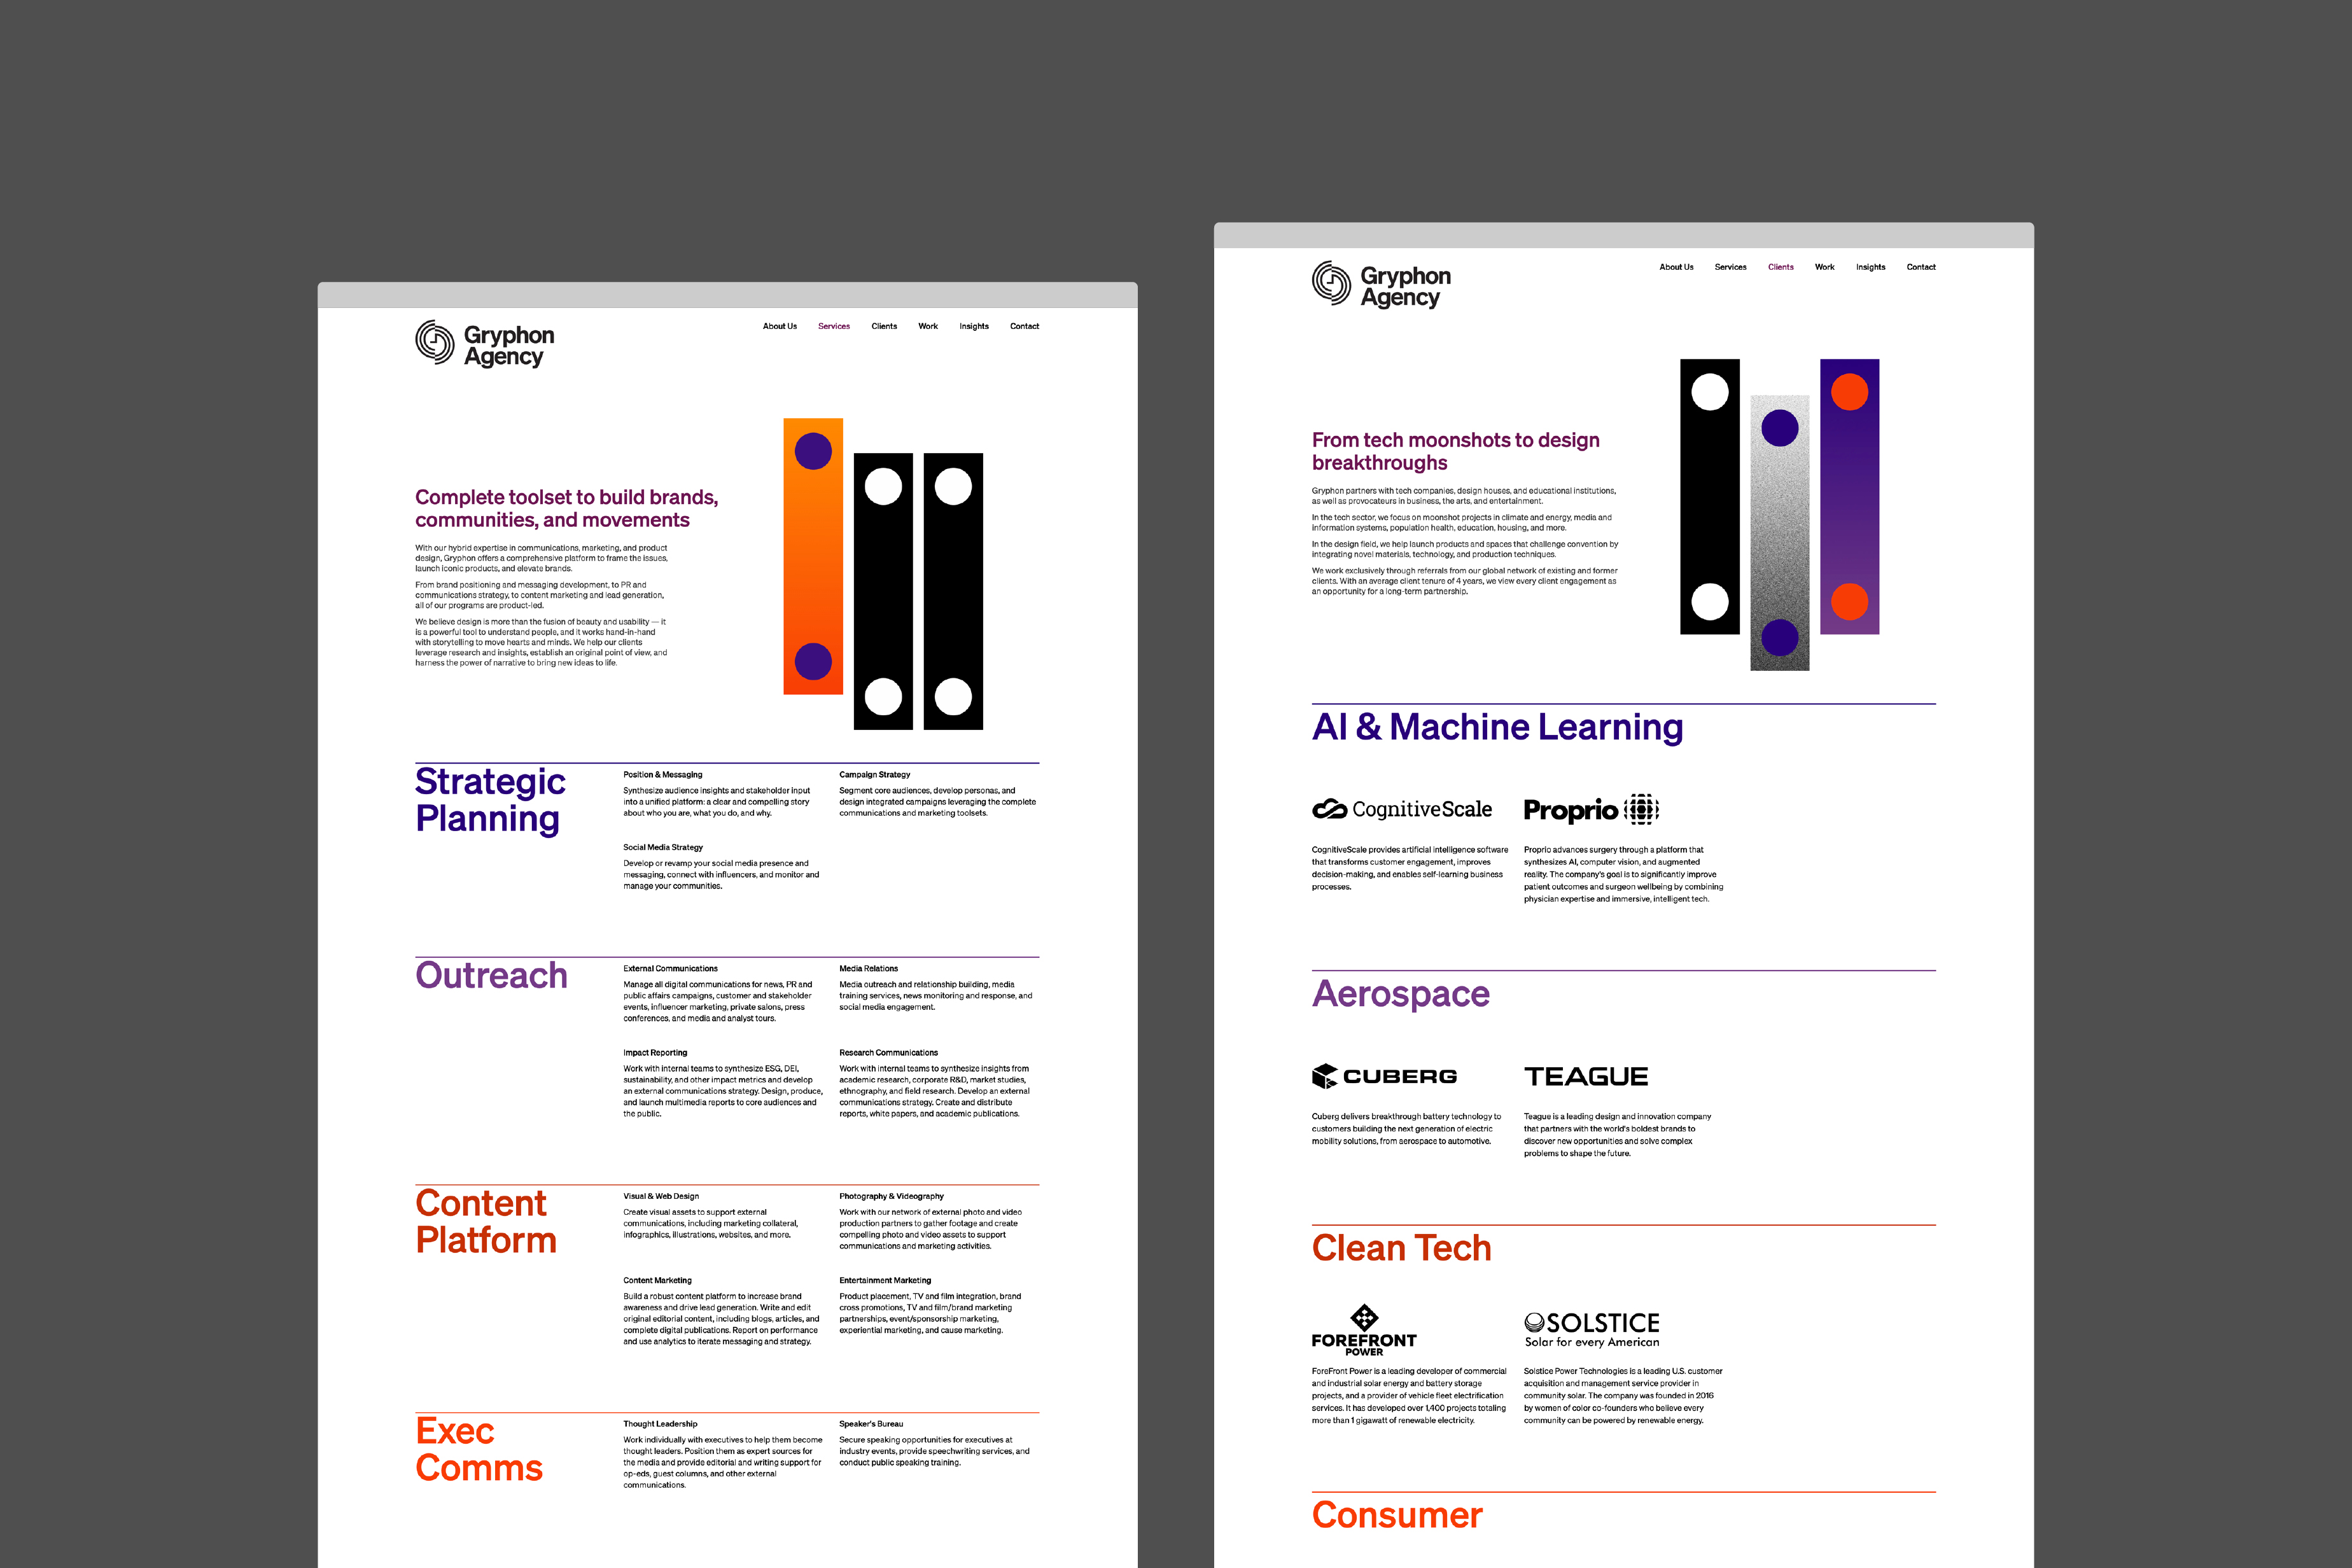 Gryphon
Agency
About Us Services Clients Work Insights Contact
Complete toolset to build brands,
communities, and movements
With our hybrid expertise in communications, marketing, and product
design, Gryphon offers a comprehensive platform to frame the issues,
launch iconic products, and elevate brands.
From brand positioning and messaging development, to PR and
communications strategy, to content marketing and lead generation,
all of our programs are product-led.
We believe design is more than the fusion of beauty and usability — it
is a powerful tool to understand people, and it works hand-in-hand
with storytelling to move hearts and minds. We help our clients
leverage research and insights, establish an original point of view, and
harness the power of narrative to bring new ideas to life.
Strategic
Planning
Position & Messaging
Synthesize audience insights and stakeholder input
into a unified platform: a clear and compelling story
about who you are, what you do, and why.
Campaign Strategy
Segment core audiences, develop personas, and
design integrated campaigns leveraging the complete
communications and marketing toolsets.
Social Media Strategy
Develop or revamp your social media presence and
messaging, connect with influencers, and monitor and
manage your communities.
Outreach
External Communications
Manage all digital communications for news, PR and
public affairs campaigns, customer and stakeholder
events, influencer marketing, private salons, press
conferences, and media and analyst tours.
Media Relations
Media outreach and relationship building, media
training services, news monitoring and response, and
social media engagement.
Impact Reporting
Work with internal teams to synthesize ESG, DEI,
sustainability, and other impact metrics and develop
an external communications strategy. Design, produce,
and launch multimedia reports to core audiences and
the public.
Research Communications
Work with internal teams to synthesize insights from
academic research, corporate R&D, market studies,
ethnography, and field research. Develop an external
communications strategy. Create and distribute
reports, white papers, and academic publications.
Content
Platform
Visual & Web Design
Create visual assets to support external
communications, including marketing collateral,
infographics, illustrations, websites, and more.
Photography & Videography
Work with our network of external photo and video
production partners to gather footage and create
compelling photo and video assets to support
communications and marketing activities.
Content Marketing
Build a robust content platform to increase brand
awareness and drive lead generation. Write and edit
original editorial content, including blogs, articles, and
complete digital publications. Report on performance
and use analytics to iterate messaging and strategy.
Entertainment Marketing
Product placement, TV and film integration, brand
cross promotions, TV and film/brand marketing
partnerships, event/sponsorship marketing,
experiential marketing, and cause marketing.
Exec
Comms
Thought Leadership
Work individually with executives to help them become
thought leaders. Position them as expert sources for
the media and provide editorial and writing support for
op-eds, guest columns, and other external
communications.
Speaker's Bureau
Secure speaking opportunities for executives at
industry events, provide speechwriting services, and
conduct public speaking training.
Gryphon
Agency
About Us Services Clients Work Insights Contact
From tech moonshots to design
breakthroughs
Gryphon partners with tech companies, design houses, and educational institutions,
as well as provocateurs in business, the arts, and entertainment.
In the tech sector, we focus on moonshot projects in climate and energy, media and
information systems, population health, education, housing, and more.
In the design field, we help launch products and spaces that challenge convention by
integrating novel materials, technology, and production techniques.
We work exclusively through referrals from our global network of existing and former
clients. With an average client tenure of 4 years, we view every client engagement as
an opportunity for a long-term partnership.
AI & Machine Learning
CognitiveScale
CognitiveScale provides artificial intelligence software
that transforms customer engagement, improves
decision-making, and enables self-learning business
processes.
Proprio
Proprio advances surgery through a platform that
synthesizes AI, computer vision, and augmented
reality. The company's goal is to significantly improve
patient outcomes and surgeon wellbeing by combining
physician expertise and immersive, intelligent tech.
Aerospace
CUBERG
Cuberg delivers breakthrough battery technology to
customers building the next generation of electric
mobility solutions, from aerospace to automotive.
TEAGUE
Teague is a leading design and innovation company
that partners with the world's boldest brands to
discover new opportunities and solve complex
problems to shape the future.
Clean Tech
FOREFRONT
POWER
ForeFront Power is a leading developer of commercial
and industrial solar energy and battery storage
projects, and a provider of vehicle fleet electrification
services. It has developed over 1,400 projects totaling
more than 1 gigawatt of renewable electricity.
SOLSTICE
Solar for every American
Solstice Power Technologies is a leading U.S. customer
acquisition and management service provider in
community solar. The company was founded in 2016
by women of color co-founders who believe every
community can be powered by renewable energy.
Consumer